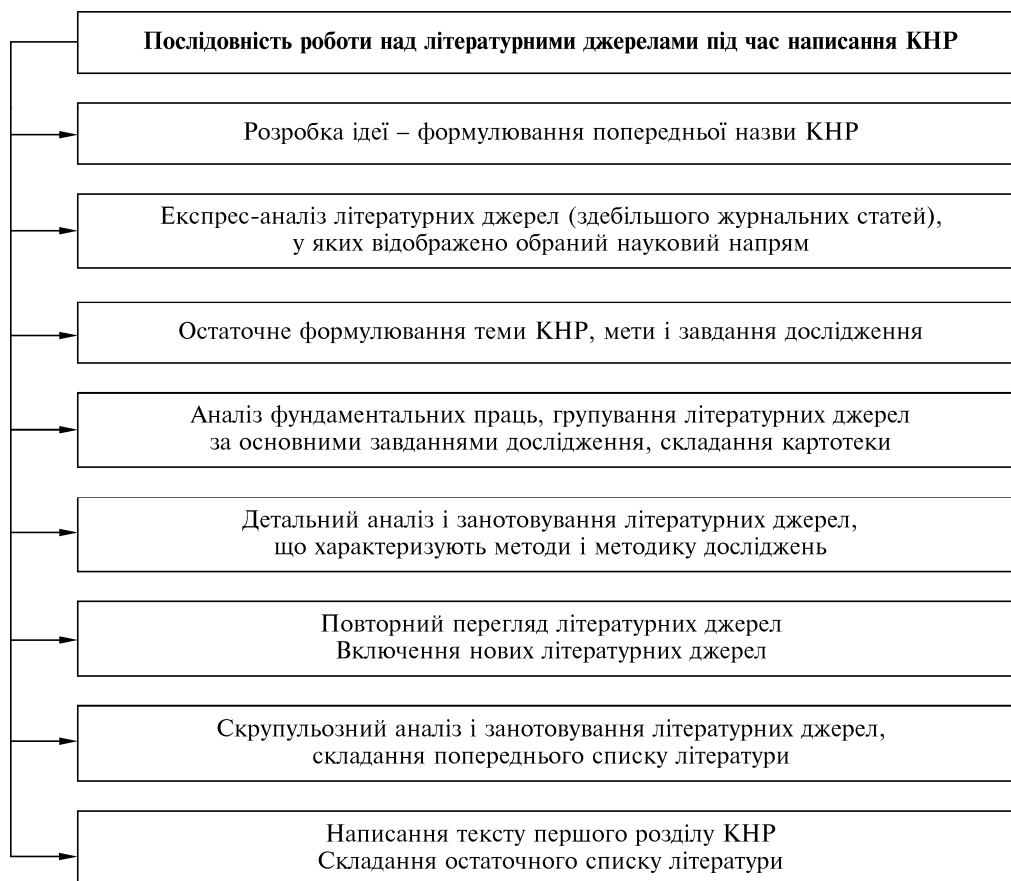 Послідовність роботи над літературними джерелами під час написання КНР
Розробка ідеї – формулювання попередньої назви КНР
Експрес-аналіз літературних джерел (здебільшого журнальних статей),
у яких відображено обраний науковий напрям
Остаточне формулювання теми КНР, мети і завдання дослідження
Аналіз фундаментальних праць, групування літературних джерел
за основними завданнями дослідження, складання картотеки
Детальний аналіз і занотовування літературних джерел,
що характеризують методи і методику досліджень
Повторний перегляд літературних джерел
Включення нових літературних джерел
Скрупульозний аналіз і занотовування літературних джерел,
складання попереднього списку літератури
Написання тексту першого розділу КНР
Складання остаточного списку літератури